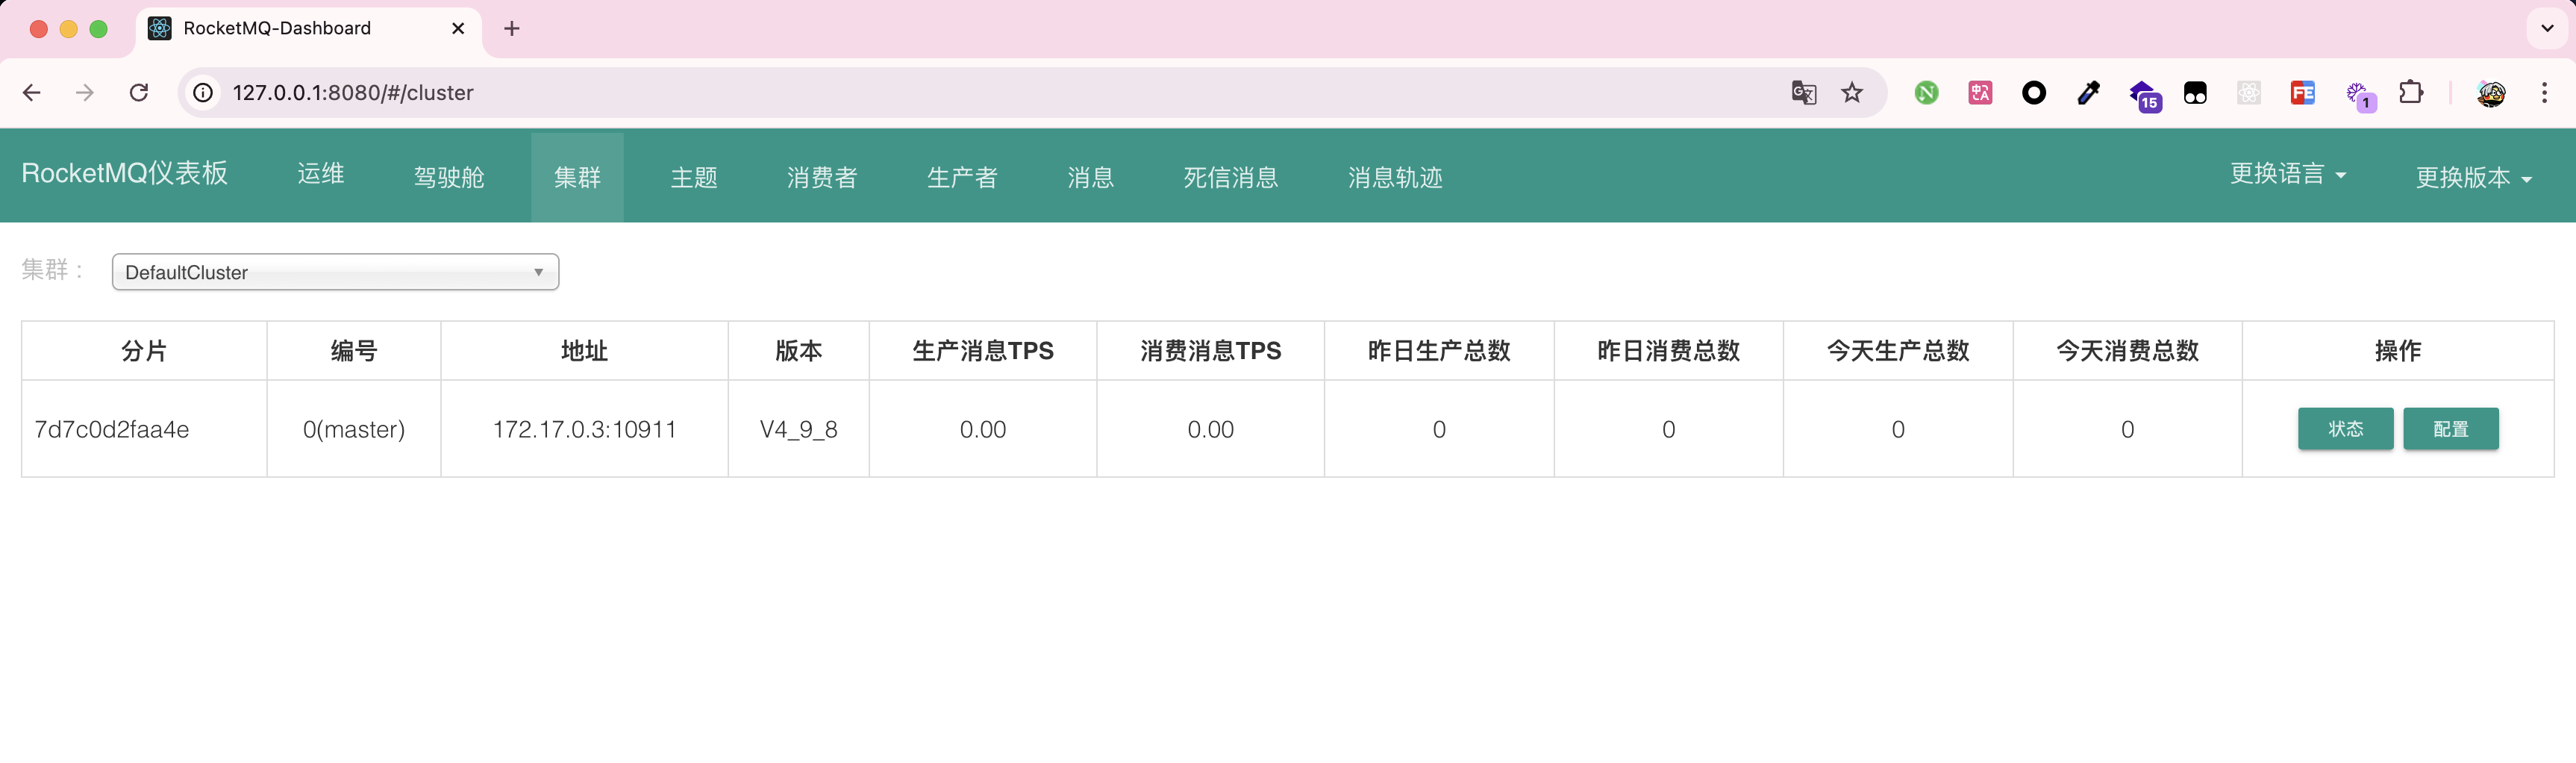 RocketMQ-Dashboard
127.0.0.1:8080/#/cluster
15
FE
1
RocketMQ仪表板 运维 驾驶舱 集群 主题 消费者 生产者 消息 死信消息 消息轨迹 更换语言 更换版本
集群： DefaultCluster
分片 编号 地址 版本 生产消息TPS 消费消息TPS 昨日生产总数 昨日消费总数 今天生产总数 今天消费总数 操作
7d7c0d2faa4e 0(master) 172.17.0.3:10911 V4_9_8 0.00 0.00 0 0 0 0 状态 配置